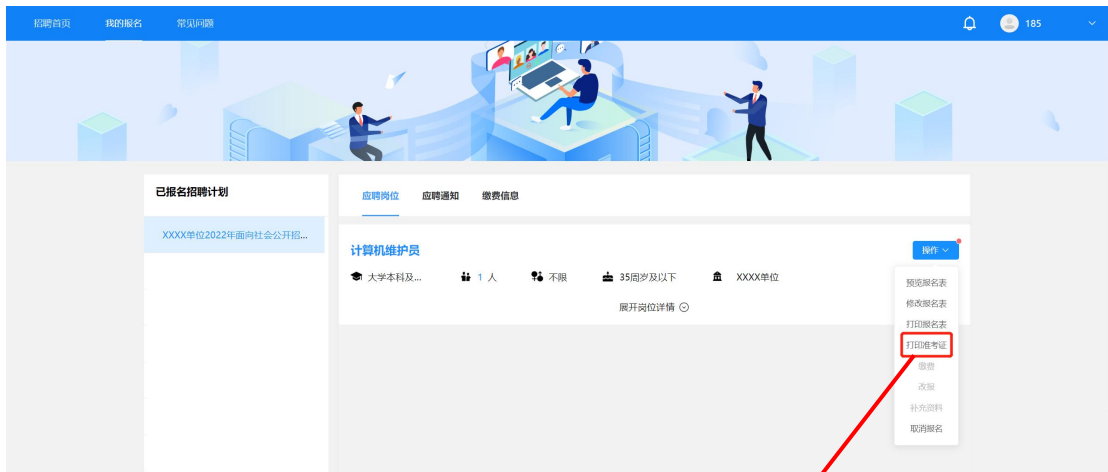 招聘首页 我的报名 常见问题 185
已报名招聘计划
应聘岗位 应聘通知 缴费信息
XXXX单位2022年面向社会公开招...
计算机维护员
操作
大学本科及... 1 人 不限 35周岁及以下 XXXX单位
展开岗位详情
预览报名表
修改报名表
打印报名表
打印准考证
缴费
改报
补充资料
取消报名